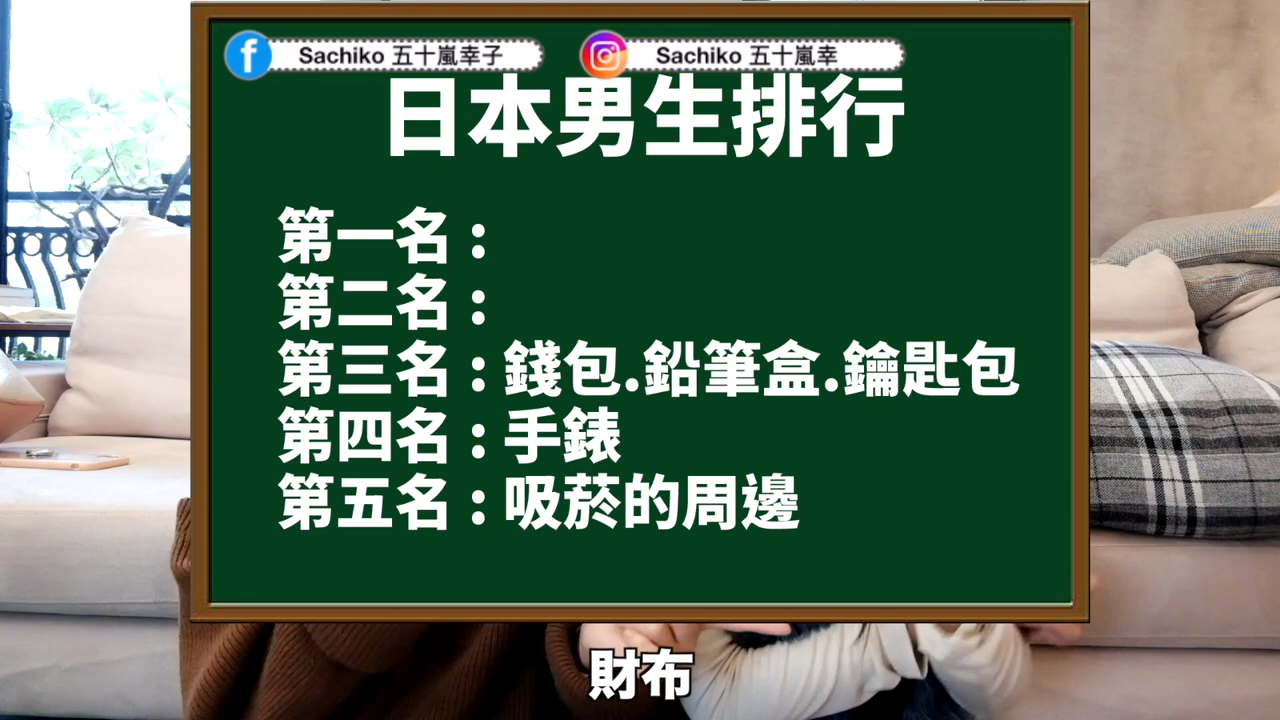 Sachiko 五十嵐幸子
Sachiko 五十嵐幸
日本男生排行
第一名：
第二名：
第三名：錢包.鉛筆盒.鑰匙包
第四名：手錶
第五名：吸菸的周邊
財布